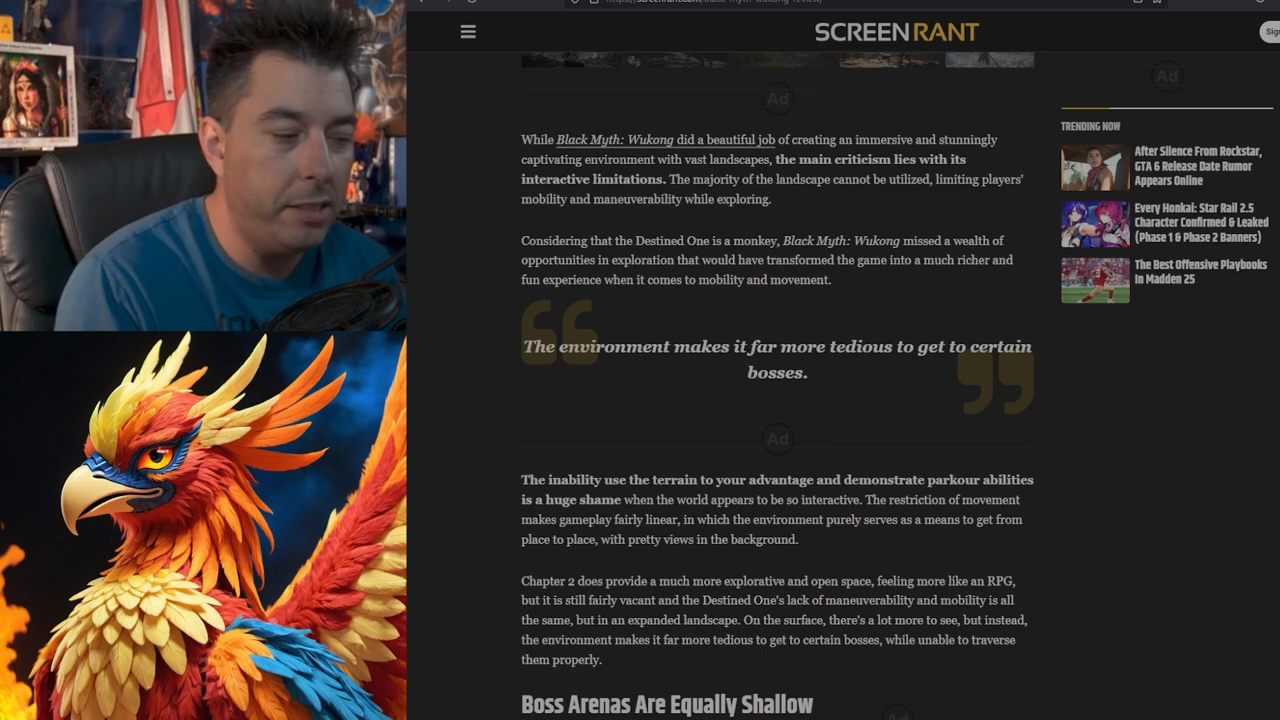 SCREENRANT
Sign
Ad
Ad
While Black Myth: Wukong did a beautiful job of creating an immersive and stunningly
captivating environment with vast landscapes, the main criticism lies with its
interactive limitations. The majority of the landscape cannot be utilized, limiting players'
mobility and maneuverability while exploring.
Considering that the Destined One is a monkey, Black Myth: Wukong missed a wealth of
opportunities in exploration that would have transformed the game into a much richer and
fun experience when it comes to mobility and movement.
The environment makes it far more tedious to get to certain
bosses.
Ad
The inability use the terrain to your advantage and demonstrate parkour abilities
is a huge shame when the world appears to be so interactive. The restriction of movement
makes gameplay fairly linear, in which the environment purely serves as a means to get from
place to place, with pretty views in the background.
Chapter 2 does provide a much more explorative and open space, feeling more like an RPG,
but it is still fairly vacant and the Destined One's lack of maneuverability and mobility is all
the same, but in an expanded landscape. On the surface, there's a lot more to see, but instead,
the environment makes it far more tedious to get to certain bosses, while unable to traverse
them properly.
Boss Arenas Are Equally Shallow
Ad
TRENDING NOW
After Silence From Rockstar,
GTA 6 Release Date Rumor
Appears Online
Every Honkai: Star Rail 2.5
Character Confirmed & Leaked
(Phase 1 & Phase 2 Banners)
The Best Offensive Playbooks
In Madden 25